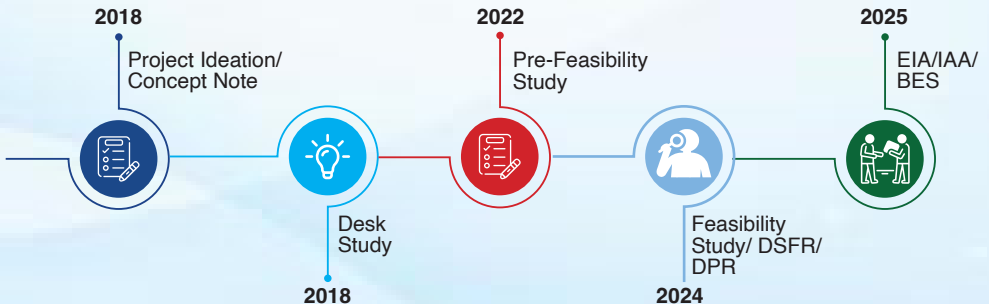 2018
Project Ideation/
Concept Note
Desk
Study
2018
2022
Pre-Feasibility
Study
Feasibility
Study/ DSFR/
DPR
2024
2025
EIA/IAA/
BES